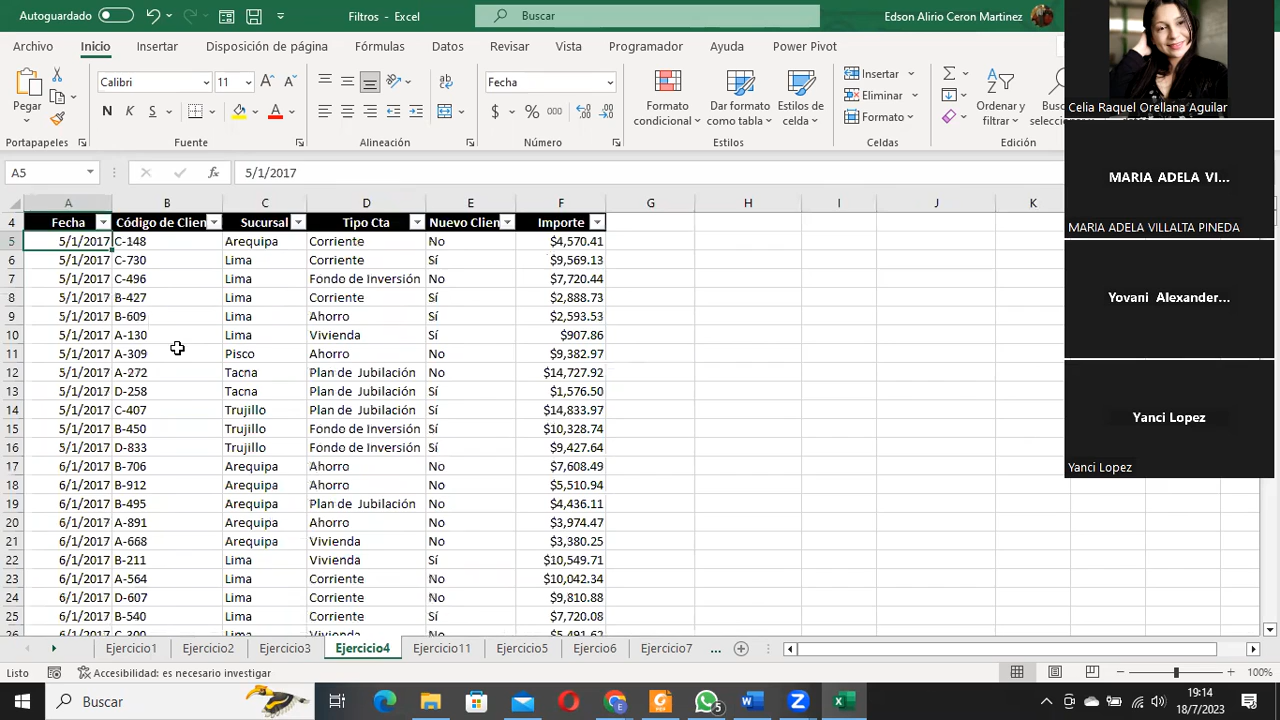 Autoguardado Filtros - Excel Buscar Edson Alirio Ceron Martinez
Archivo Inicio Insertar Disposición de página Fórmulas Datos Revisar Vista Programador Ayuda Power Pivot
Pegar Calibri 11 Fecha Formato condicional Dar formato como tabla Estilos de celda Insertar Eliminar Formato Ordenar y filtrar
N K S $ % 000
Portapapeles Fuente Alineación Número Estilos Celdas Edición
A5 fx 5/1/2017
A B C D E F G H I J K
4 Fecha Código de Clien Sucursal Tipo Cta Nuevo Clien Importe
5 5/1/2017 C-148 Arequipa Corriente No $4,570.41
6 5/1/2017 C-730 Lima Corriente Sí $9,569.13
7 5/1/2017 C-496 Lima Fondo de Inversión No $7,720.44
8 5/1/2017 B-427 Lima Corriente Sí $2,888.73
9 5/1/2017 B-609 Lima Ahorro Sí $2,593.53
10 5/1/2017 A-130 Lima Vivienda Sí $907.86
11 5/1/2017 A-309 Pisco Ahorro No $9,382.97
12 5/1/2017 A-272 Tacna Plan de Jubilación No $14,727.92
13 5/1/2017 D-258 Tacna Plan de Jubilación Sí $1,576.50
14 5/1/2017 C-407 Trujillo Plan de Jubilación Sí $14,833.97
15 5/1/2017 B-450 Trujillo Fondo de Inversión Sí $10,328.74
16 5/1/2017 D-833 Trujillo Fondo de Inversión Sí $9,427.64
17 6/1/2017 B-706 Arequipa Ahorro No $7,608.49
18 6/1/2017 B-912 Arequipa Ahorro No $5,510.94
19 6/1/2017 B-495 Arequipa Plan de Jubilación No $4,436.11
20 6/1/2017 A-891 Arequipa Ahorro No $3,974.47
21 6/1/2017 A-668 Arequipa Vivienda No $3,380.25
22 6/1/2017 B-211 Lima Vivienda Sí $10,549.71
23 6/1/2017 A-564 Lima Corriente No $10,042.34
24 6/1/2017 D-607 Lima Corriente No $9,810.88
25 6/1/2017 B-540 Lima Corriente Sí $7,720.08
26 6/1/2017 C-300 Lima Vivienda No $5,491.62
Ejercicio1 Ejercicio2 Ejercicio3 Ejercicio4 Ejercicio11 Ejercicio5 Ejercio6 Ejercicio7 ...
Listo Accesibilidad: es necesario investigar 100%
Buscar 5 19:14
18/7/2023
Celia Raquel Orellana Aguilar
MARIA ADELA VI...
MARIA ADELA VILLALTA PINEDA
Yovani Alexander...
Yanci Lopez
Yanci Lopez